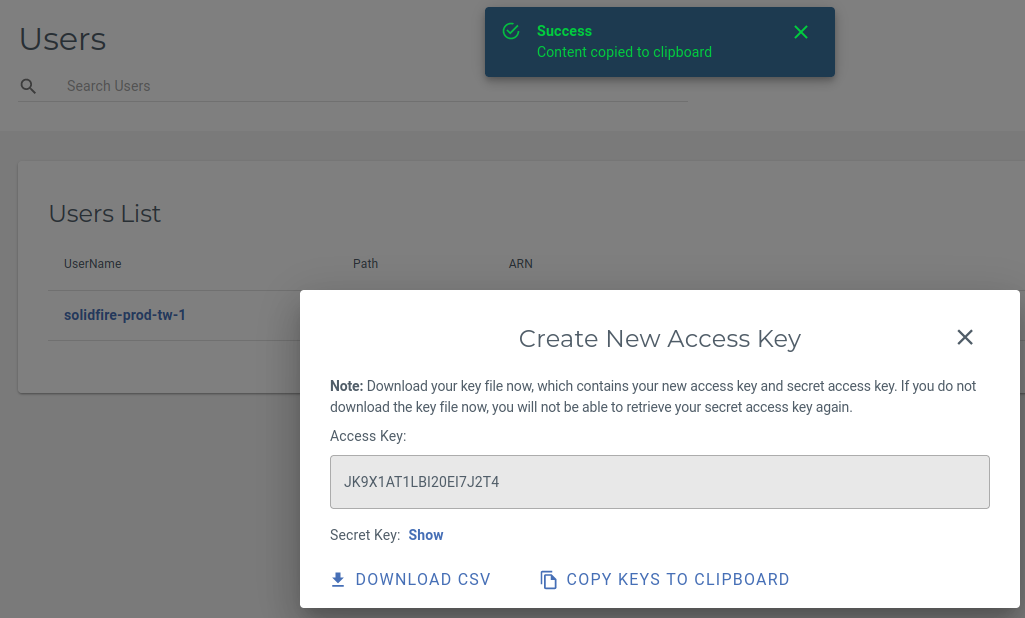 Users
Success
Content copied to clipboard
Search Users
Users List
UserName Path ARN
solidfire-prod-tw-1
Create New Access Key
Note: Download your key file now, which contains your new access key and secret access key. If you do not
download the key file now, you will not be able to retrieve your secret access key again.
Access Key:
JK9X1AT1LBI20EI7J2T4
Secret Key: Show
DOWNLOAD CSV COPY KEYS TO CLIPBOARD